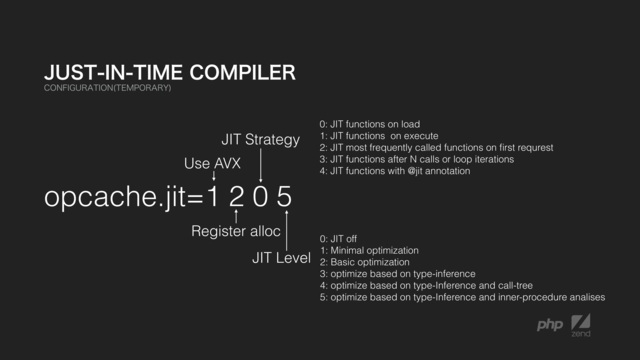 JUST-IN-TIME COMPILER
CONFIGURATION(TEMPORARY)
JIT Strategy
Use AVX
opcache.jit=1 2 0 5
Register alloc
JIT Level
0: JIT functions on load
1: JIT functions on execute
2: JIT most frequently called functions on first requrest
3: JIT functions after N calls or loop iterations
4: JIT functions with @jit annotation
0: JIT off
1: Minimal optimization
2: Basic optimization
3: optimize based on type-inference
4: optimize based on type-Inference and call-tree
5: optimize based on type-Inference and inner-procedure analises
php
zend